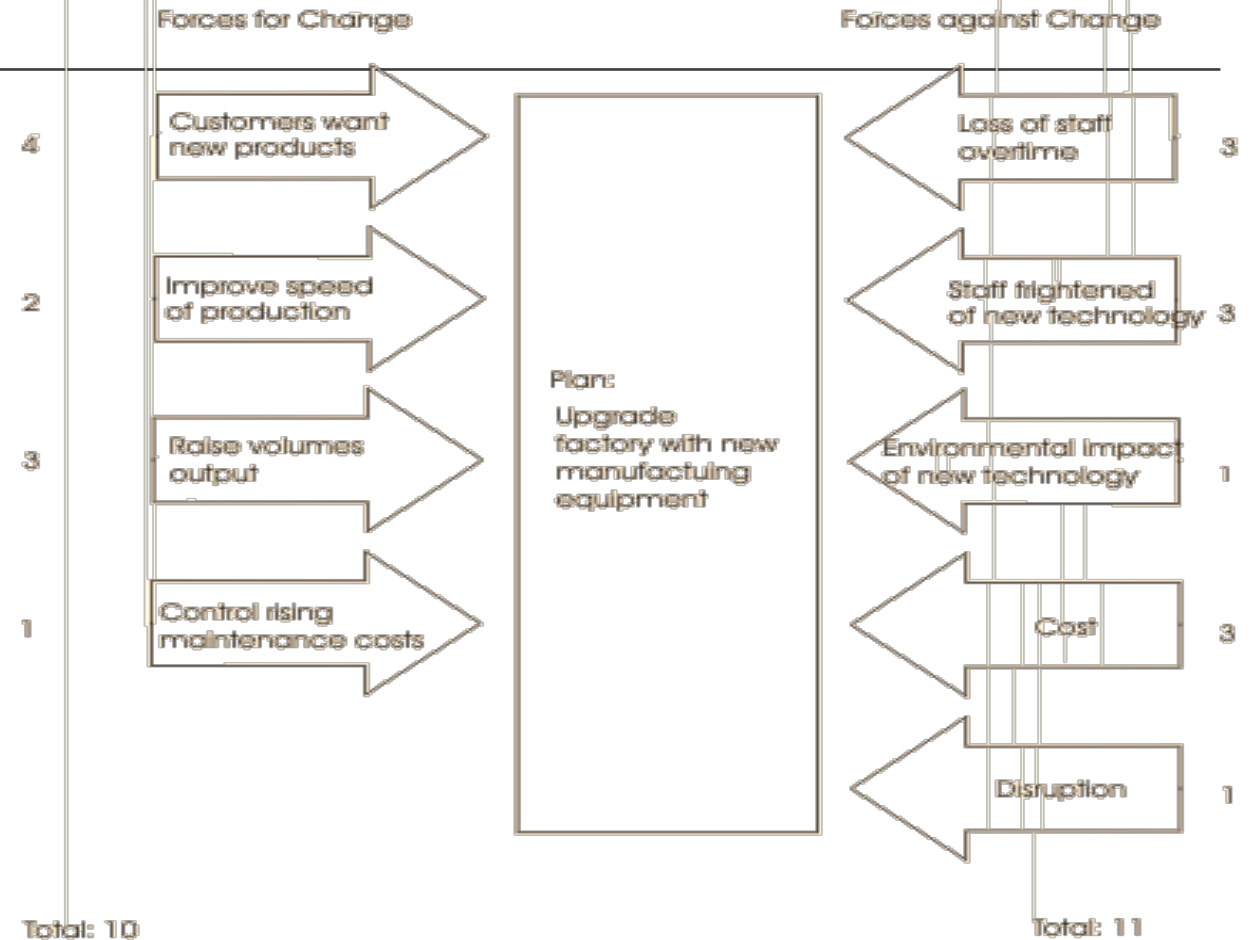 Forces for Change
Forces against Change
4
Customers want
new products
2
Improve speed
of production
3
Raise volumes
output
1
Control rising
maintenance costs
Plan:
Upgrade
factory with new
manufactuing
equipment
Loss of staff
overtime
3
Staff frightened
of new technology
3
Environmental impact
of new technology
1
Cost
3
Disruption
1
Total: 10
Total: 11